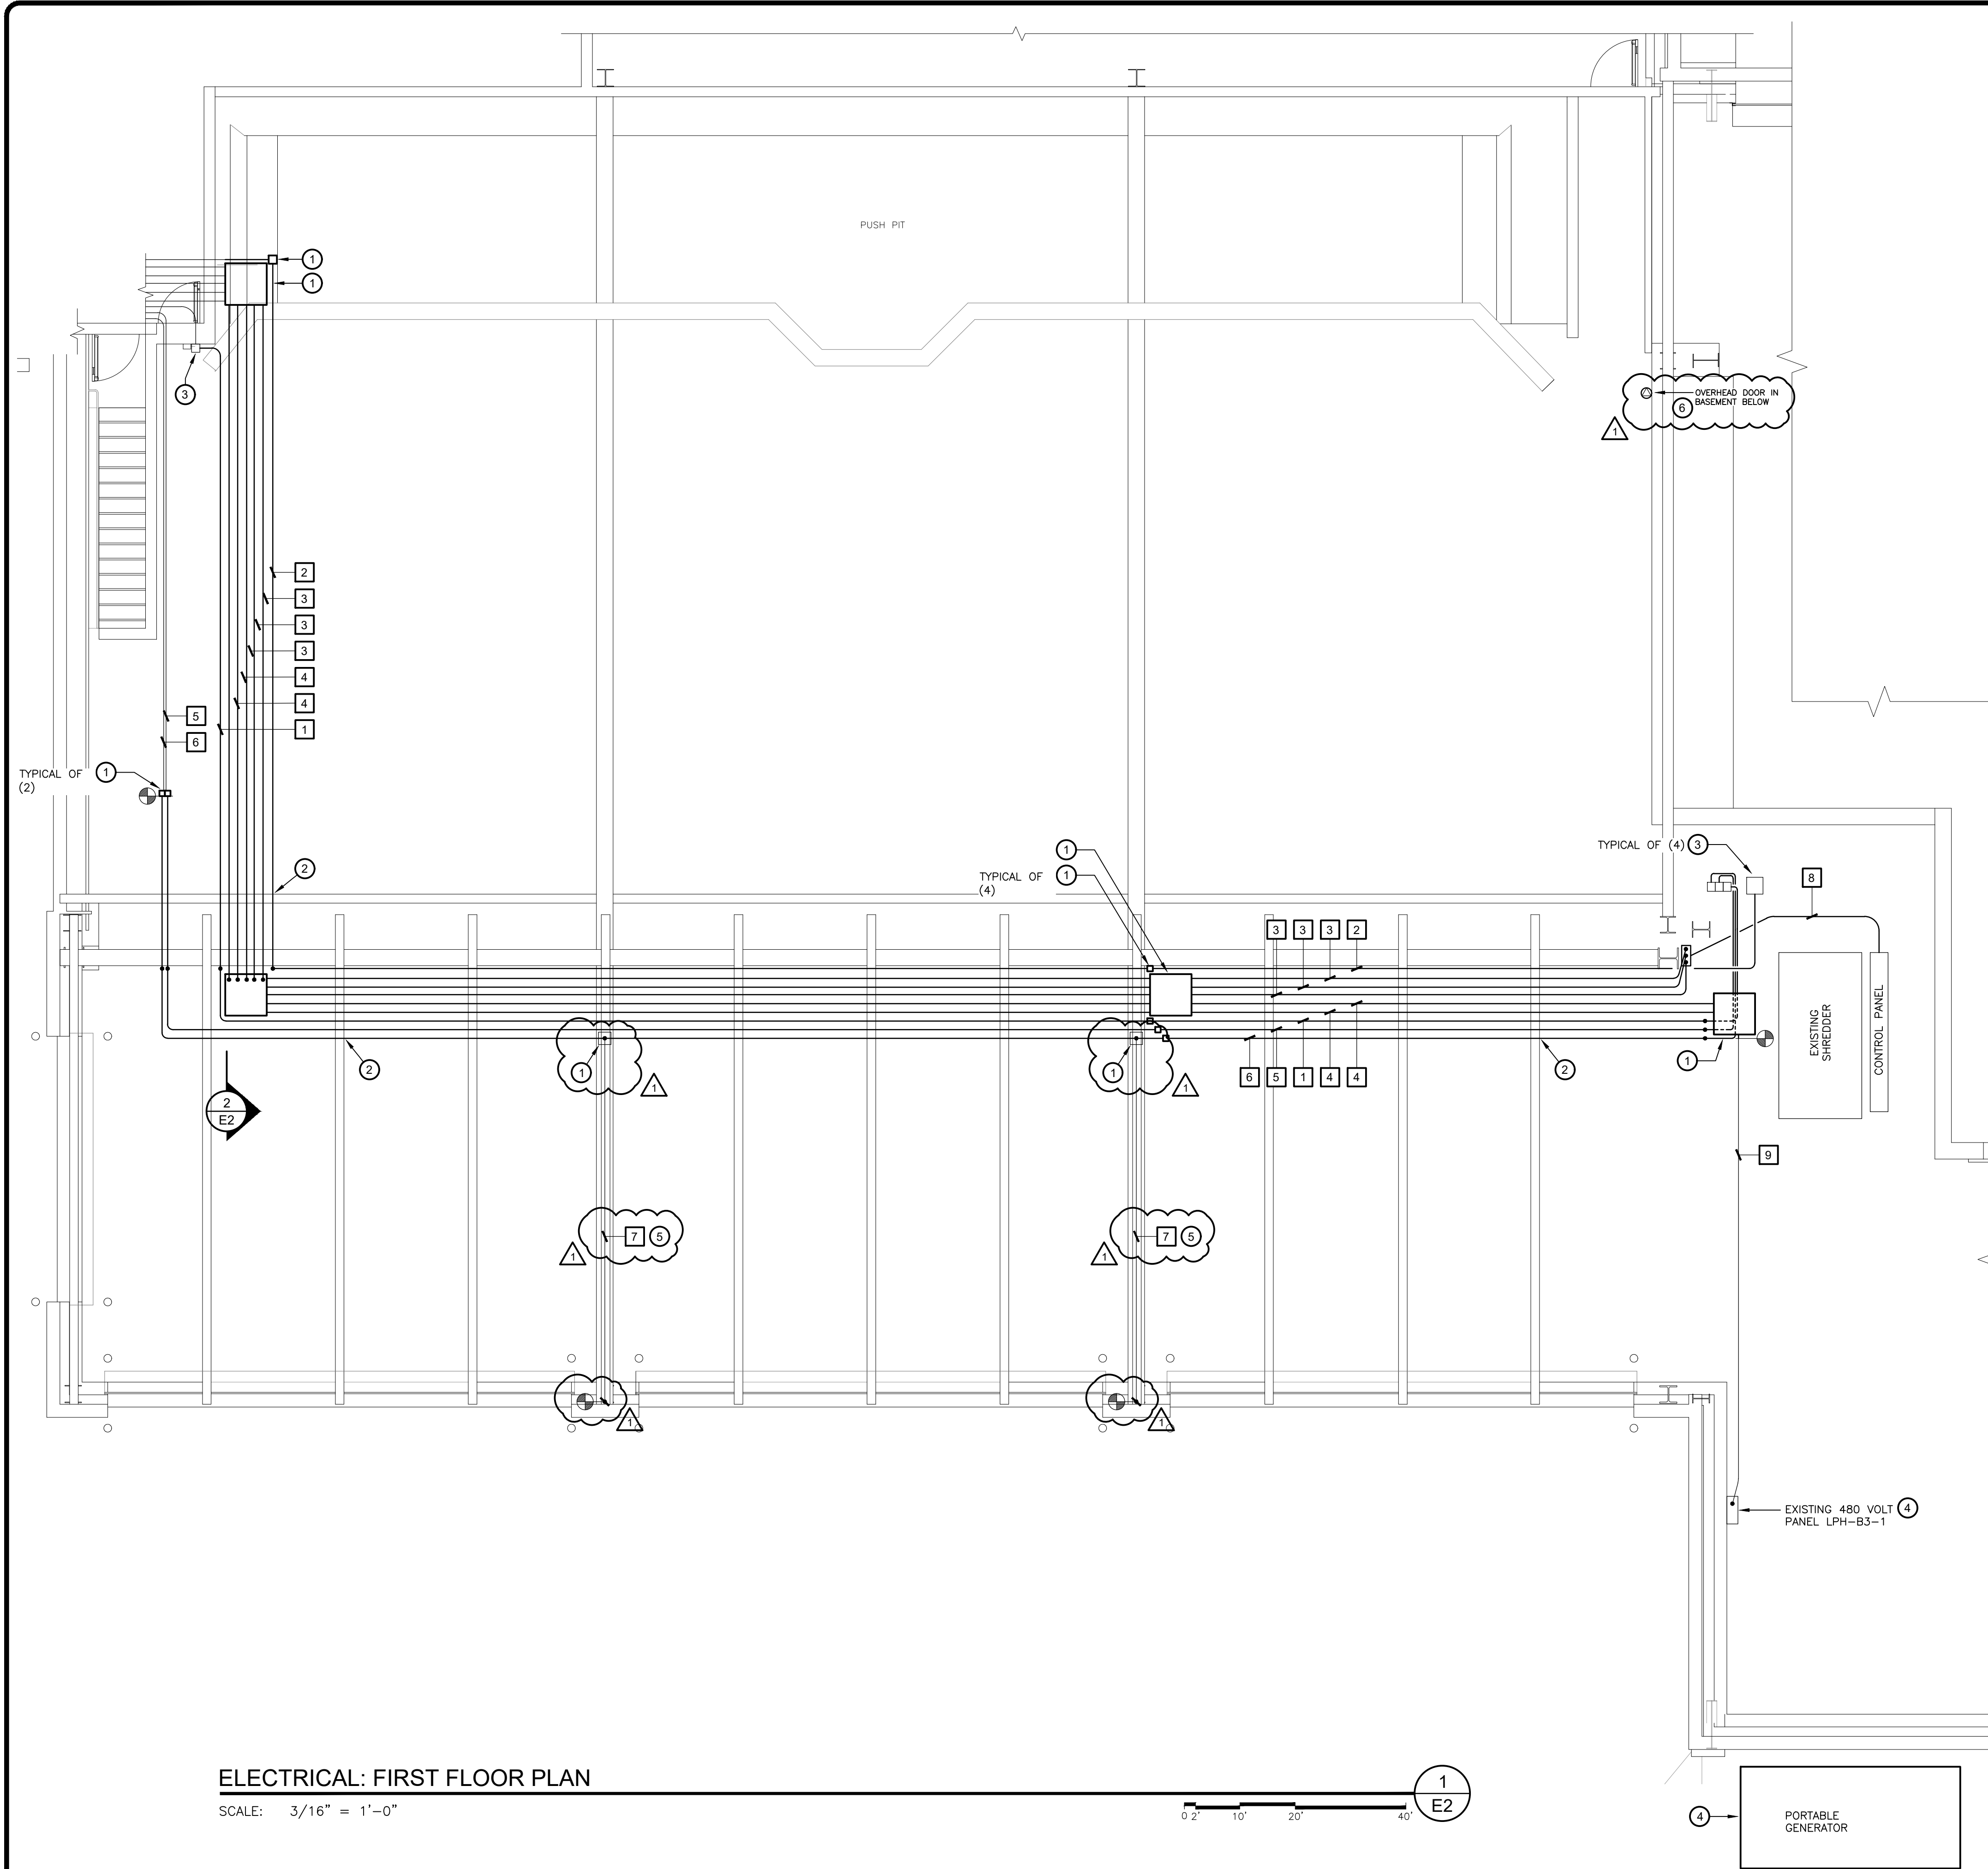 PUSH PIT
1
1
3
OVERHEAD DOOR IN
BASEMENT BELOW
6
1
2
3
3
3
4
4
1
5
6
TYPICAL OF
(2)
1
2
1
TYPICAL OF
(4)
1
TYPICAL OF (4)
3
8
3
3
3
2
EXISTING
SHREDDER
CONTROL PANEL
2
1
1
1
1
6
5
1
4
4
2
1
2
E2
9
7
5
1
7
5
1
1
1
EXISTING 480 VOLT
PANEL LPH-B3-1
4
ELECTRICAL: FIRST FLOOR PLAN
SCALE: 3/16" = 1'-0"
0 2' 10' 20' 40'
1
E2
4
PORTABLE
GENERATOR